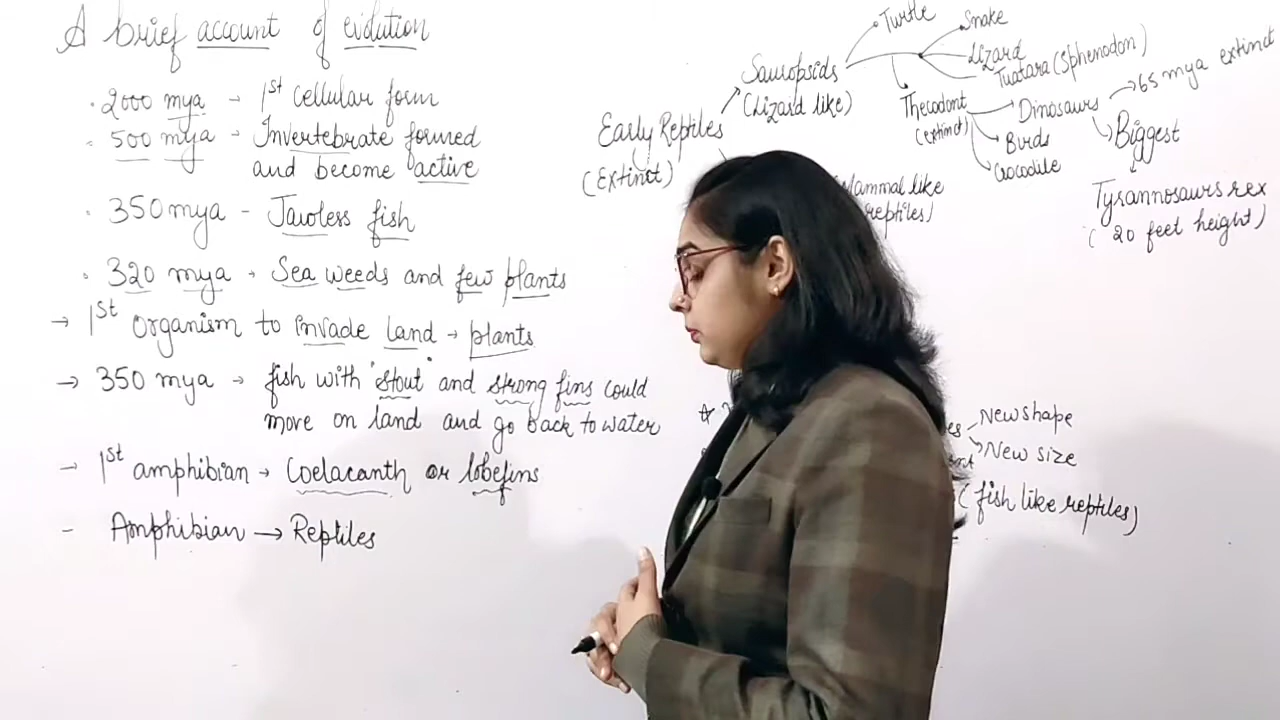 A brief account of evolution
· 2000 mya → 1st cellular form
· 500 mya → Invertebrate formed
and become active
· 350 mya - Jawless fish
· 320 mya → Sea weeds and few plants
→ 1st organism to invade land → plants
→ 350 mya → fish with "stout" and strong fins could
move on land and go back to water
→ 1st amphibian → Coelacanth or lobefins
- Amphibian → Reptiles
Early Reptiles
(Extinct)
Sauropsids
(Lizard like)
Turtle
Snake
Lizard
Tuatara (Sphenodon)
Thecodont
(extinct)
Dinosaurs
Birds
Crocodile
65 mya extinct
Biggest
Tyrannosaurs rex
(20 feet height)
Mammal like
reptiles)
New shape
New size
(fish like reptiles)